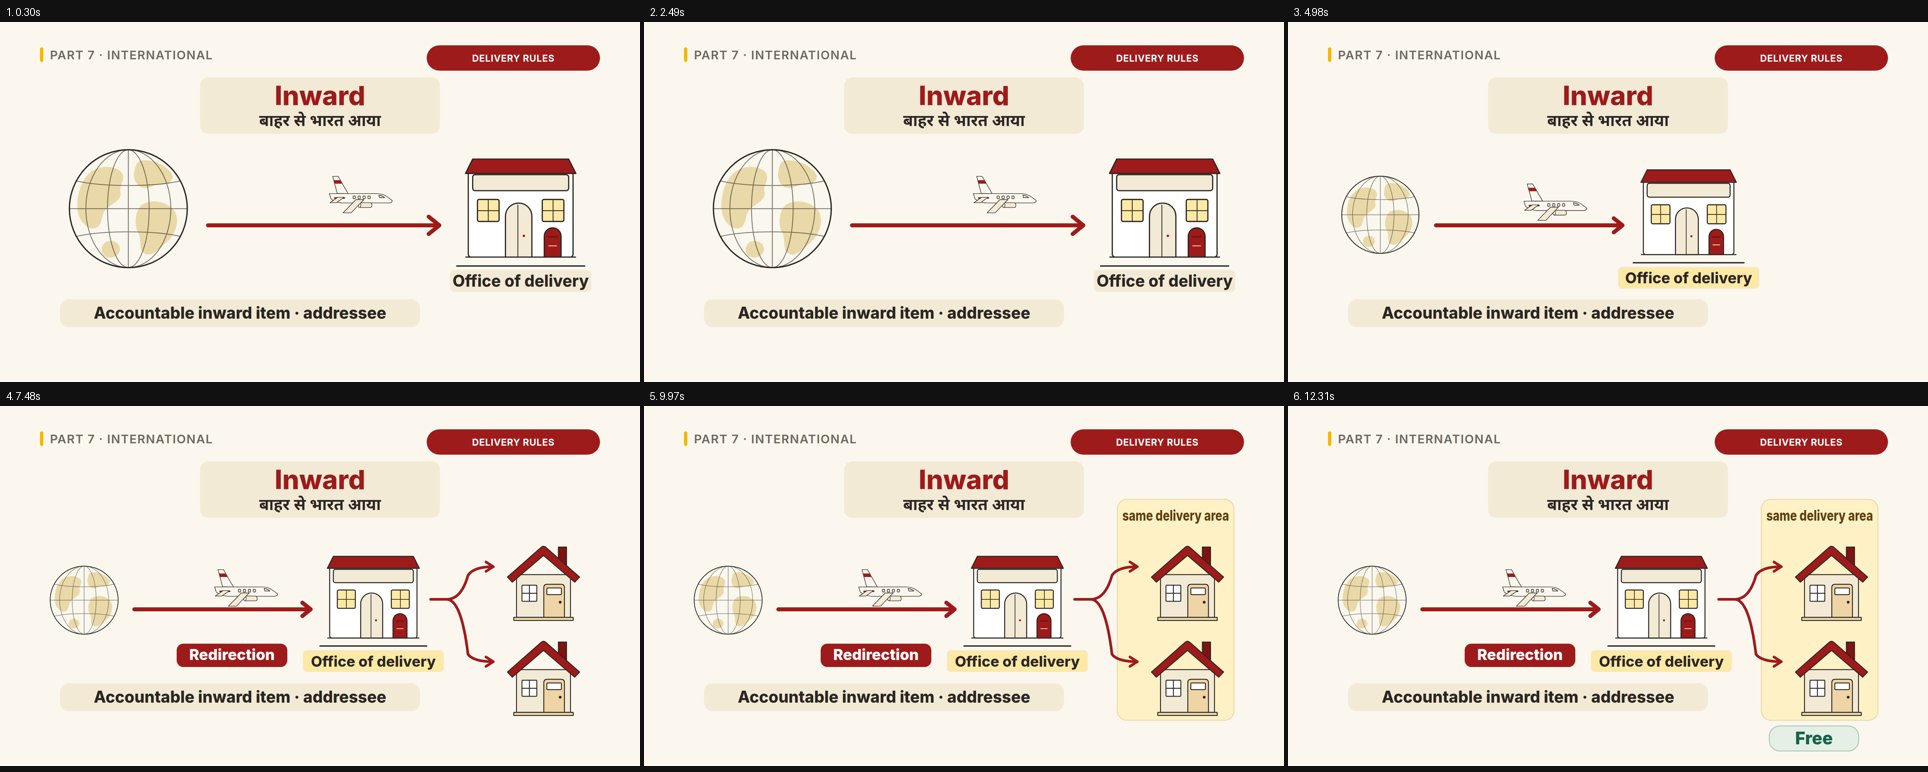 1. 0.30s
PART 7 · INTERNATIONAL
DELIVERY RULES
Inward
बाहर से भारत आया
Office of delivery
Accountable inward item · addressee
2. 2.49s
PART 7 · INTERNATIONAL
DELIVERY RULES
Inward
बाहर से भारत आया
Office of delivery
Accountable inward item · addressee
3. 4.98s
PART 7 · INTERNATIONAL
DELIVERY RULES
Inward
बाहर से भारत आया
Office of delivery
Accountable inward item · addressee
4. 7.48s
PART 7 · INTERNATIONAL
DELIVERY RULES
Inward
बाहर से भारत आया
Redirection
Office of delivery
Accountable inward item · addressee
5. 9.97s
PART 7 · INTERNATIONAL
DELIVERY RULES
Inward
बाहर से भारत आया
same delivery area
Redirection
Office of delivery
Accountable inward item · addressee
6. 12.31s
PART 7 · INTERNATIONAL
DELIVERY RULES
Inward
बाहर से भारत आया
same delivery area
Redirection
Office of delivery
Accountable inward item · addressee
Free